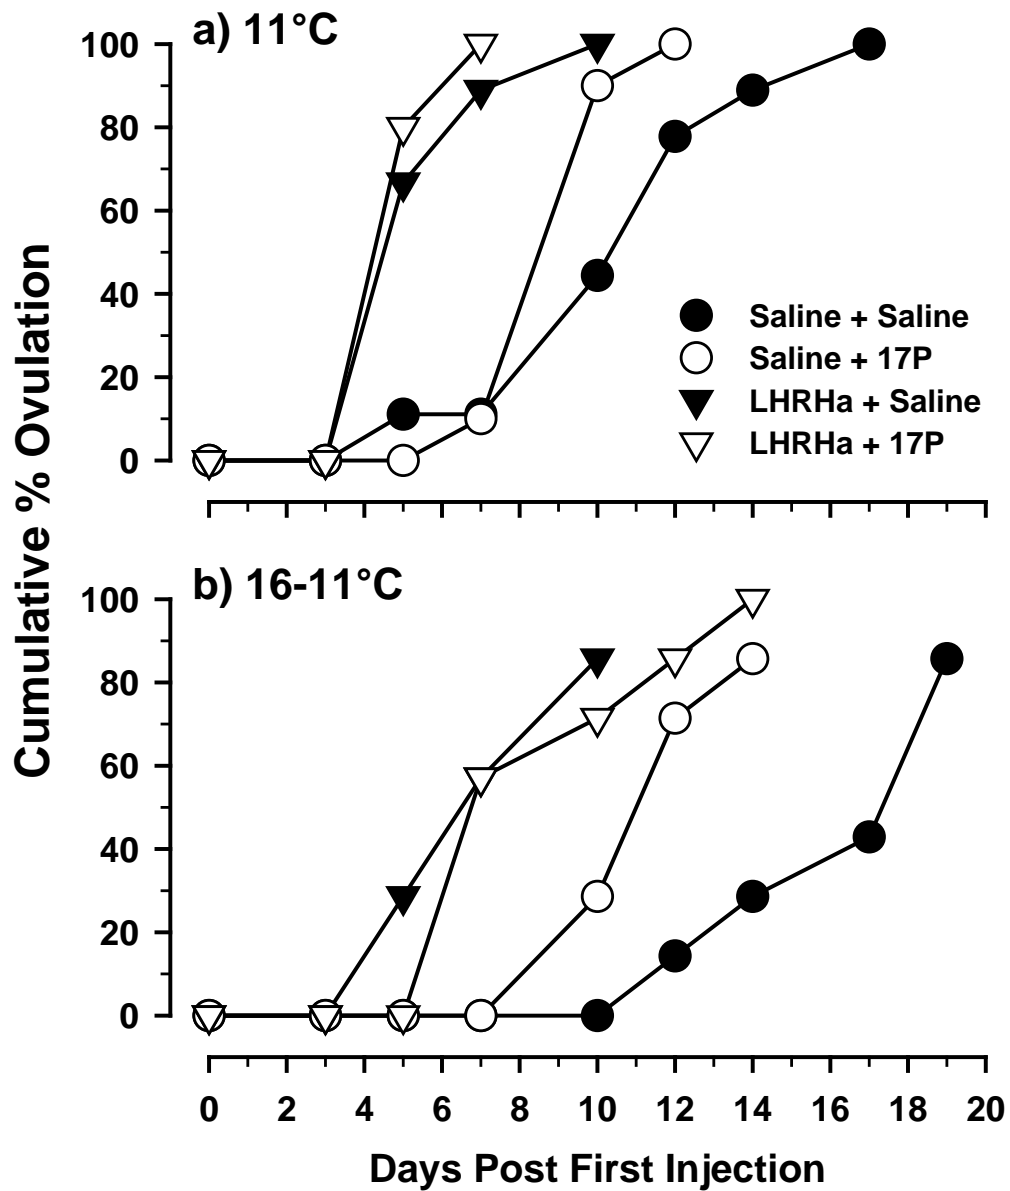 a) 11°C
100
80
60
40
20
0
Saline + Saline
Saline + 17P
LHRHa + Saline
LHRHa + 17P
Cumulative % Ovulation
b) 16-11°C
100
80
60
40
20
0
0 2 4 6 8 10 12 14 16 18 20
Days Post First Injection